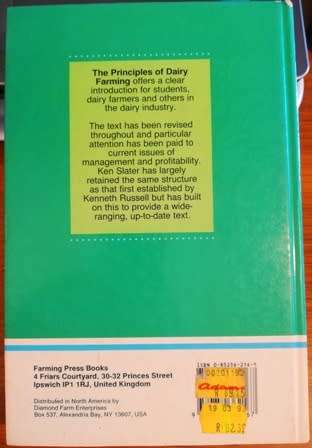 The Principles of Dairy
Farming offers a clear
introduction for students,
dairy farmers and others in
the dairy industry.
The text has been revised
throughout and particular
attention has been paid to
current issues of
management and profitability.
Ken Slater has largely
retained the same structure
as that first established by
Kenneth Russell but has built
on this to provide a wide-
ranging, up-to-date text.
Farming Press Books
4 Friars Courtyard, 30-32 Princes Street
Ipswich IP1 1RJ, United Kingdom
Distributed in North America by
Diamond Farm Enterprises
Box 537, Alexandria Bay, NY 13607, USA
ISBN
Adams